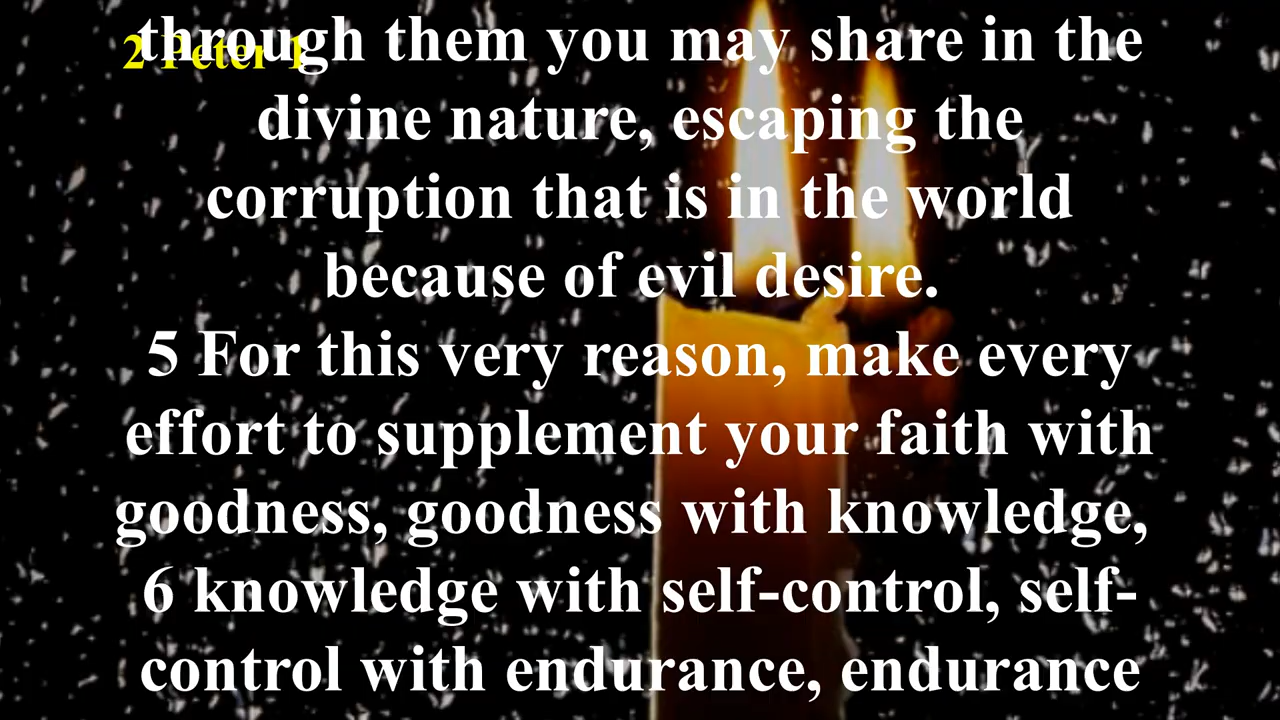 2 Peter 1
through them you may share in the
divine nature, escaping the
corruption that is in the world
because of evil desire.
5 For this very reason, make every
effort to supplement your faith with
goodness, goodness with knowledge,
6 knowledge with self-control, self-
control with endurance, endurance